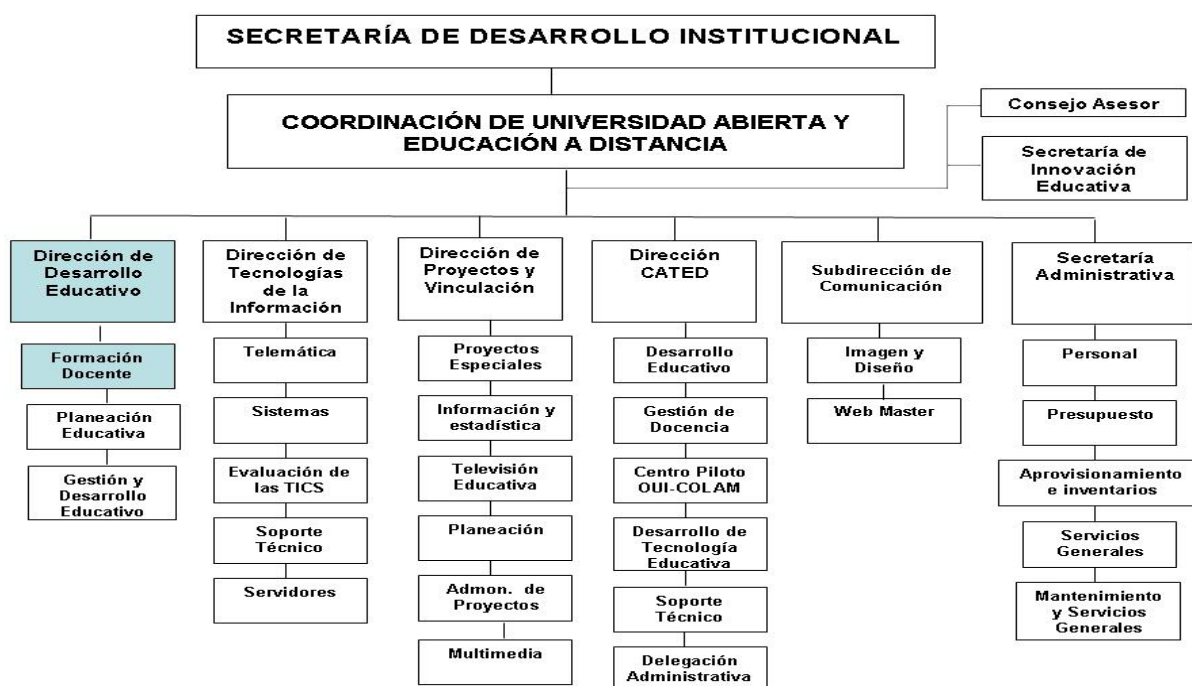 SECRETARÍA DE DESARROLLO INSTITUCIONAL
COORDINACIÓN DE UNIVERSIDAD ABIERTA Y
EDUCACIÓN A DISTANCIA
Consejo Asesor
Secretaría de
Innovación
Educativa
Dirección de
Desarrollo
Educativo
Formación
Docente
Planeación
Educativa
Gestión y
Desarrollo
Educativo
Dirección de
Tecnologías
de la
Información
Telemática
Sistemas
Evaluación de
las TICS
Soporte
Técnico
Servidores
Dirección de
Proyectos y
Vinculación
Proyectos
Especiales
Información y
estadística
Televisión
Educativa
Planeación
Admon. de
Proyectos
Multimedia
Dirección
CATED
Desarrollo
Educativo
Gestión de
Docencia
Centro Piloto
OUI-COLAM
Desarrollo de
Tecnología
Educativa
Soporte
Técnico
Delegación
Administrativa
Subdirección de
Comunicación
Imagen y
Diseño
Web Master
Secretaría
Administrativa
Personal
Presupuesto
Aprovisionamiento
e inventarios
Servicios
Generales
Mantenimiento
y Servicios
Generales